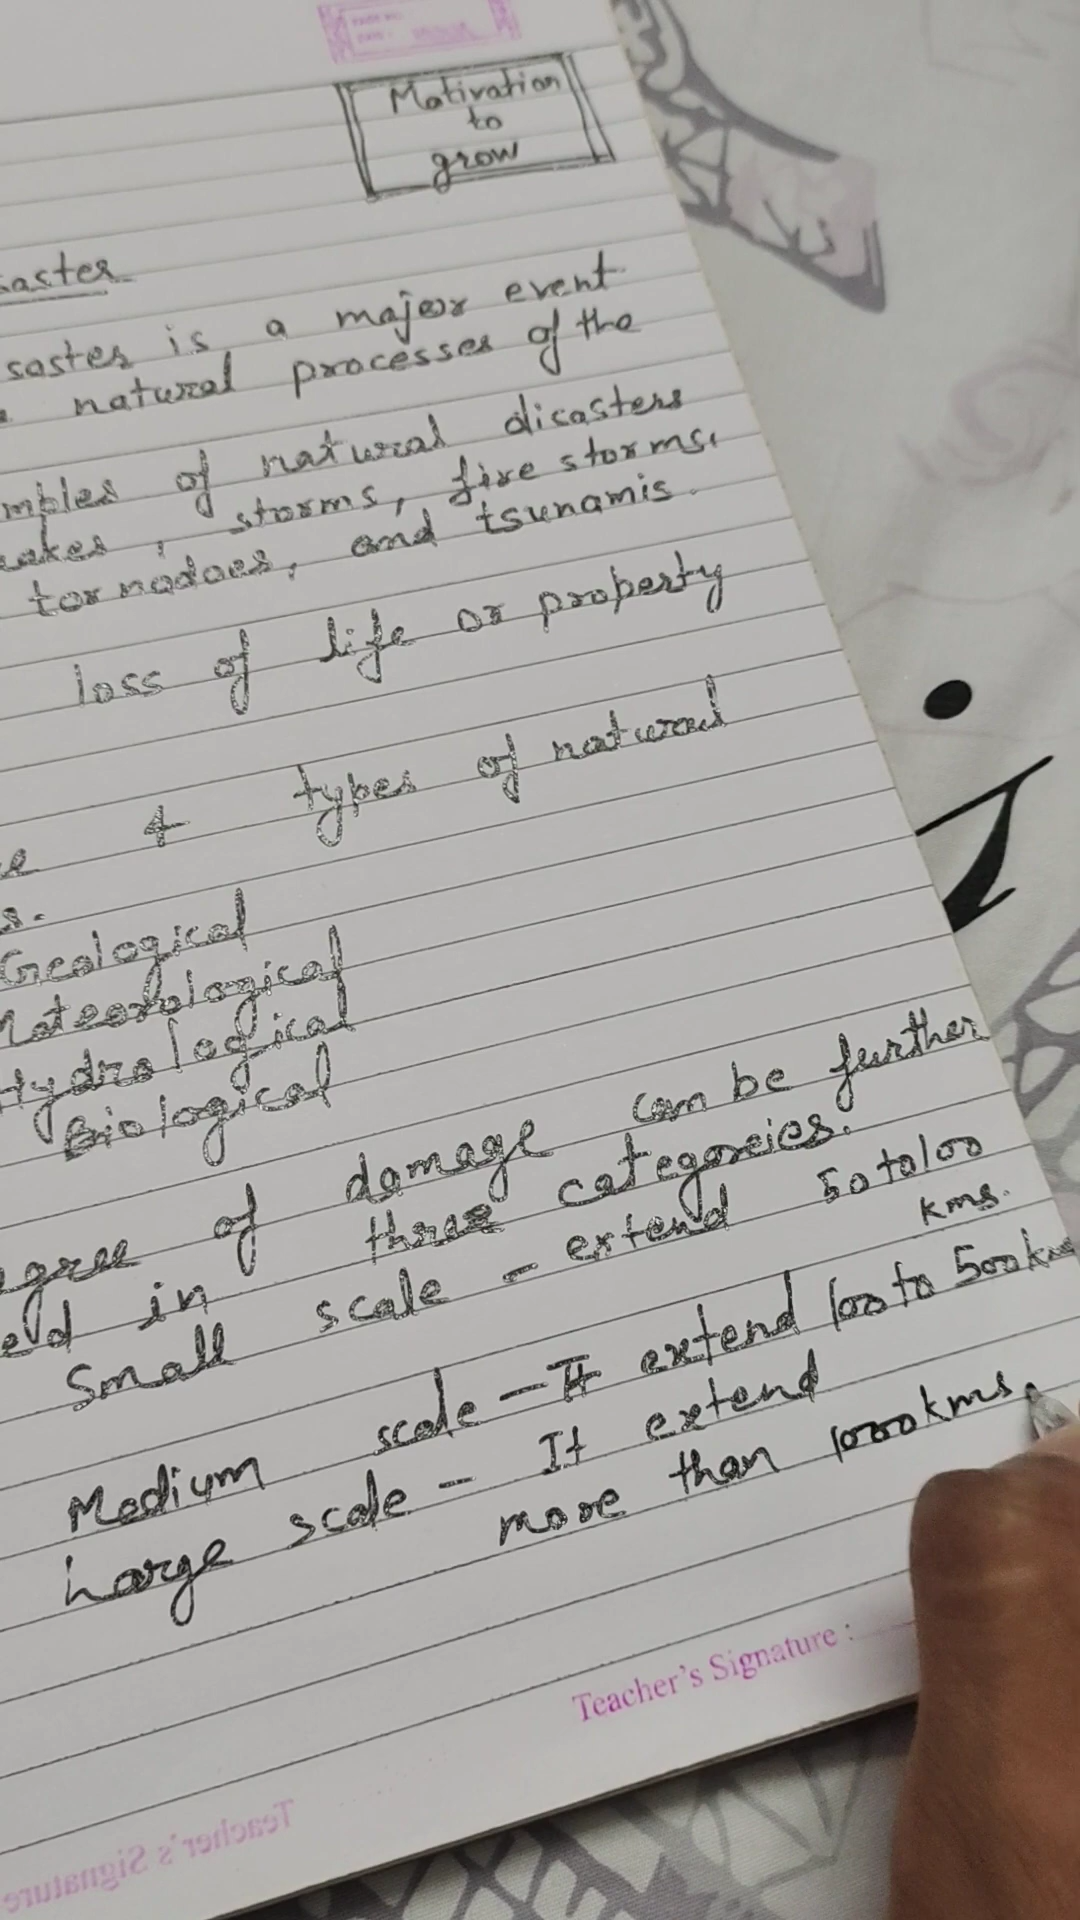 Motivation
to
grow
saster
saster is a major event
natural processes of the
mples of natural disasters
uakes, storms, fire storms,
tornadoes, and tsunamis.
loss of life or property
4 types of natural
s.
Geological
Meteorological
Hydrological
Biological
egree of damage can be further
ed in three categories.
Small scale - extend 50 to 100
kms.
Medium scale - It extend 100 to 500 km
Large scale - It extend
more than 1000 kms.
Teacher's Signature :
Teacher's Signature